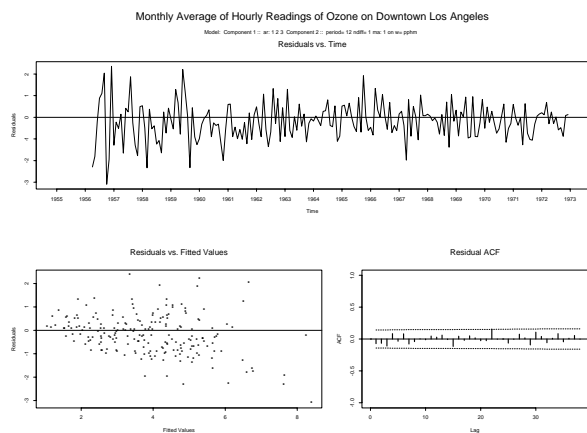 Monthly Average of Hourly Readings of Ozone on Downtown Los Angeles
Model: Component 1 :: ar: 1 2 3 Component 2 :: period= 12 ndiff= 1 ma: 1 on w= pphm
Residuals vs. Time
Residuals
2
1
0
-1
-2
-3
1955 1956 1957 1958 1959 1960 1961 1962 1963 1964 1965 1966 1967 1968 1969 1970 1971 1972 1973
Time
Residuals vs. Fitted Values
Residuals
2
1
0
-1
-2
-3
2 4 6 8
Fitted Values
Residual ACF
ACF
1.0
0.5
0.0
-0.5
-1.0
0 10 20 30
Lag